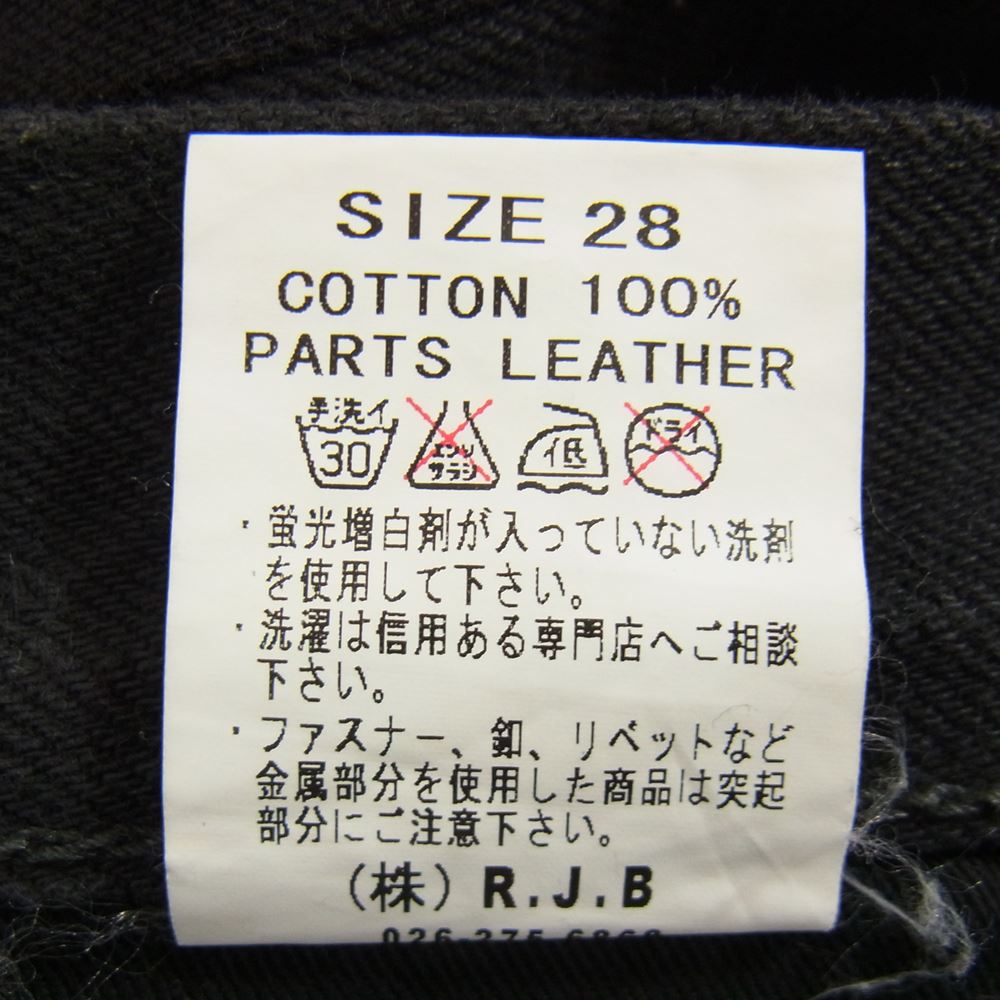 SIZE 28
COTTON 100%
PARTS LEATHER
手洗イ
30
エンソ
サラシ
低
ドライ
・蛍光増白剤が入っていない洗剤
を使用して下さい。
・洗濯は信用ある専門店へご相談
下さい。
・ファスナー、釦、リベットなど
金属部分を使用した商品は突起
部分にご注意下さい。
(株) R.J.B